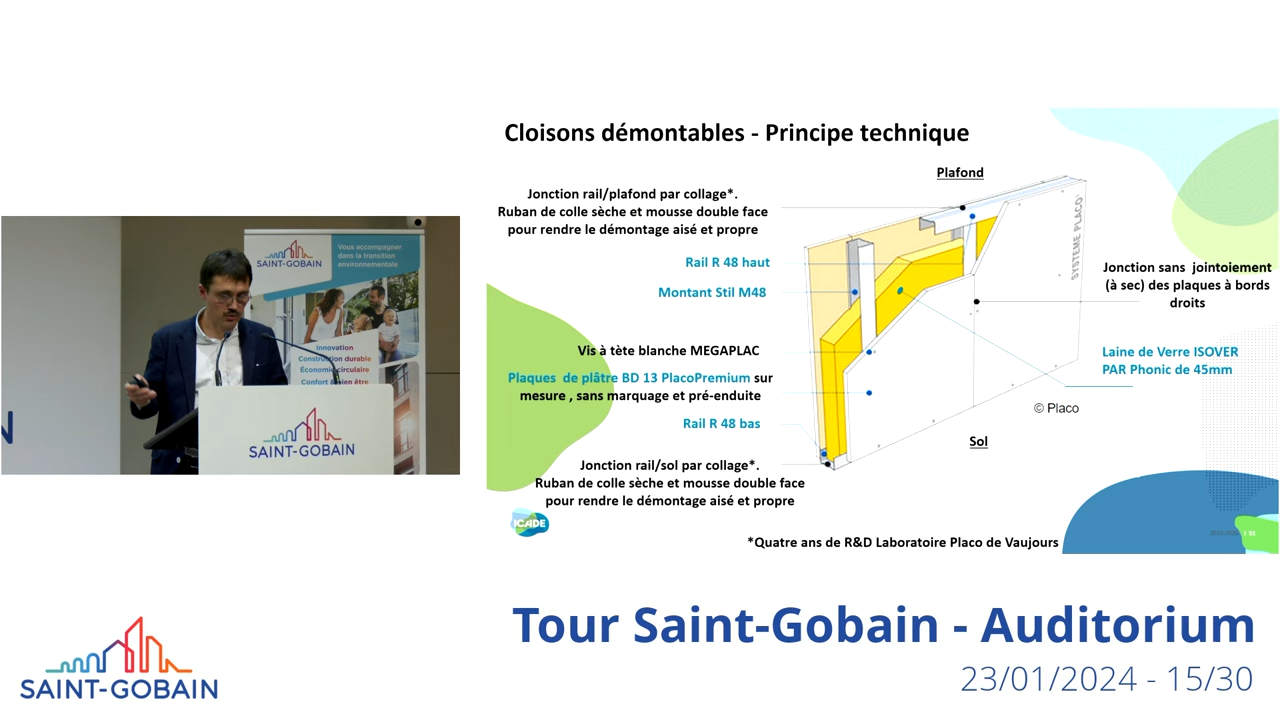 Cloisons démontables - Principe technique
Plafond
Jonction rail/plafond par collage*.
Ruban de colle sèche et mousse double face
pour rendre le démontage aisé et propre
Rail R 48 haut
Montant Stil M48
Vis à tète blanche MEGAPLAC
Plaques de plâtre BD 13 PlacoPremium sur
mesure , sans marquage et pré-enduite
Rail R 48 bas
Jonction rail/sol par collage*.
Ruban de colle sèche et mousse double face
pour rendre le démontage aisé et propre
SYSTEME PLACO
Jonction sans jointoiement
(à sec) des plaques à bords
droits
Laine de Verre ISOVER
PAR Phonic de 45mm
© Placo
Sol
ICADE
*Quatre ans de R&D Laboratoire Placo de Vaujours
SAINT-GOBAIN
Vous accompagner
dans la transition
environnementale
Innovation
Construction durable
Économie circulaire
Confort & bien être
SAINT-GOBAIN
N
Tour Saint-Gobain - Auditorium
23/01/2024 - 15/30
SAINT-GOBAIN